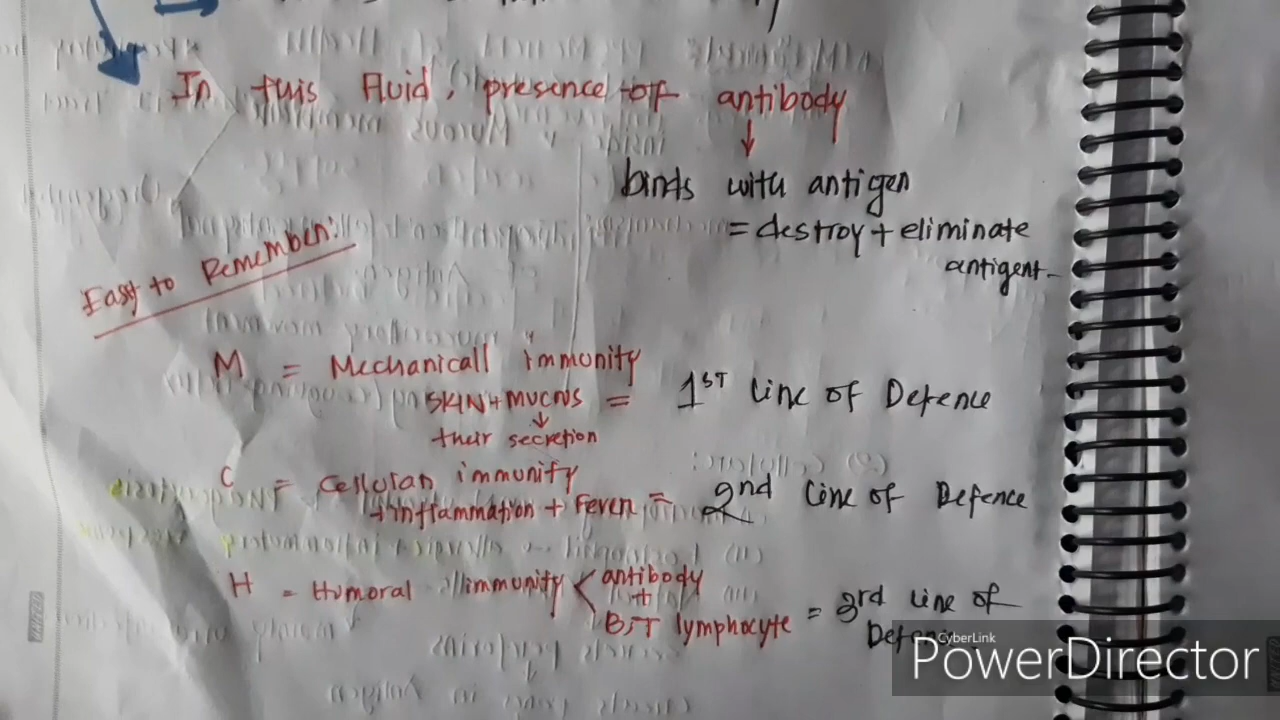 In this Fluid, presence of antibody
↓
binds with antigen
= destroy + eliminate
antigent-
Easy to Remember:
M = Mechanicall immunity
SKIN + MUCUS = 1ST Line OF Defence
↓
their secretion
C = Cellular immunity
+ inflammation + Fever = 2nd Line OF Defence
H = Humoral immunity < antibody
+
B,T lymphocyte = 3rd Line OF
CyberLink
PowerDirector